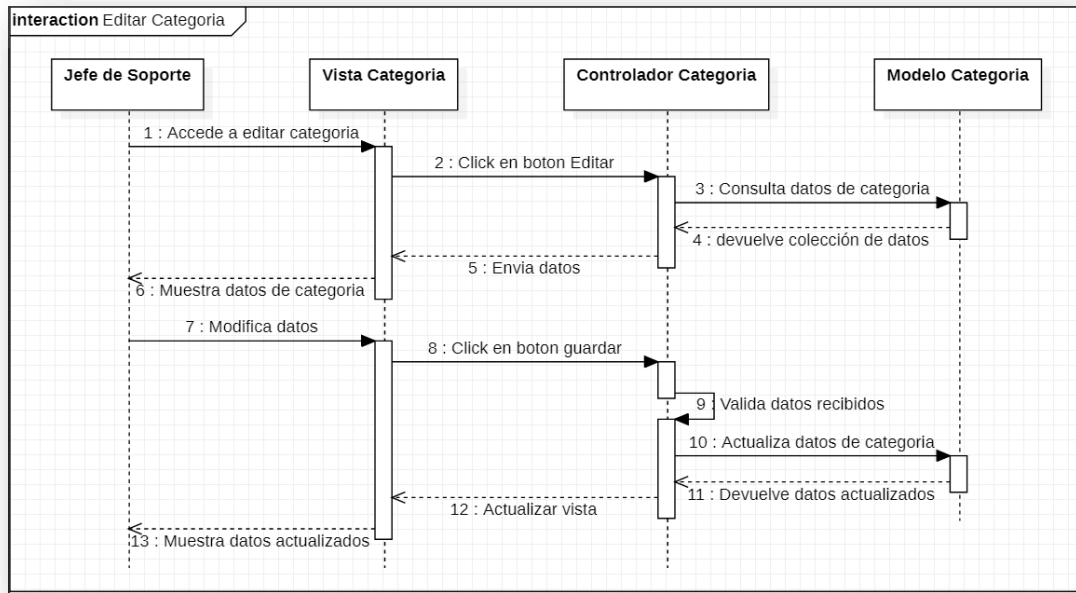 interaction Editar Categoria
Jefe de Soporte
Vista Categoria
Controlador Categoria
Modelo Categoria
1 : Accede a editar categoria
2 : Click en boton Editar
3 : Consulta datos de categoria
4 : devuelve colección de datos
5 : Envia datos
6 : Muestra datos de categoria
7 : Modifica datos
8 : Click en boton guardar
9 : Valida datos recibidos
10 : Actualiza datos de categoria
11 : Devuelve datos actualizados
12 : Actualizar vista
13 : Muestra datos actualizados